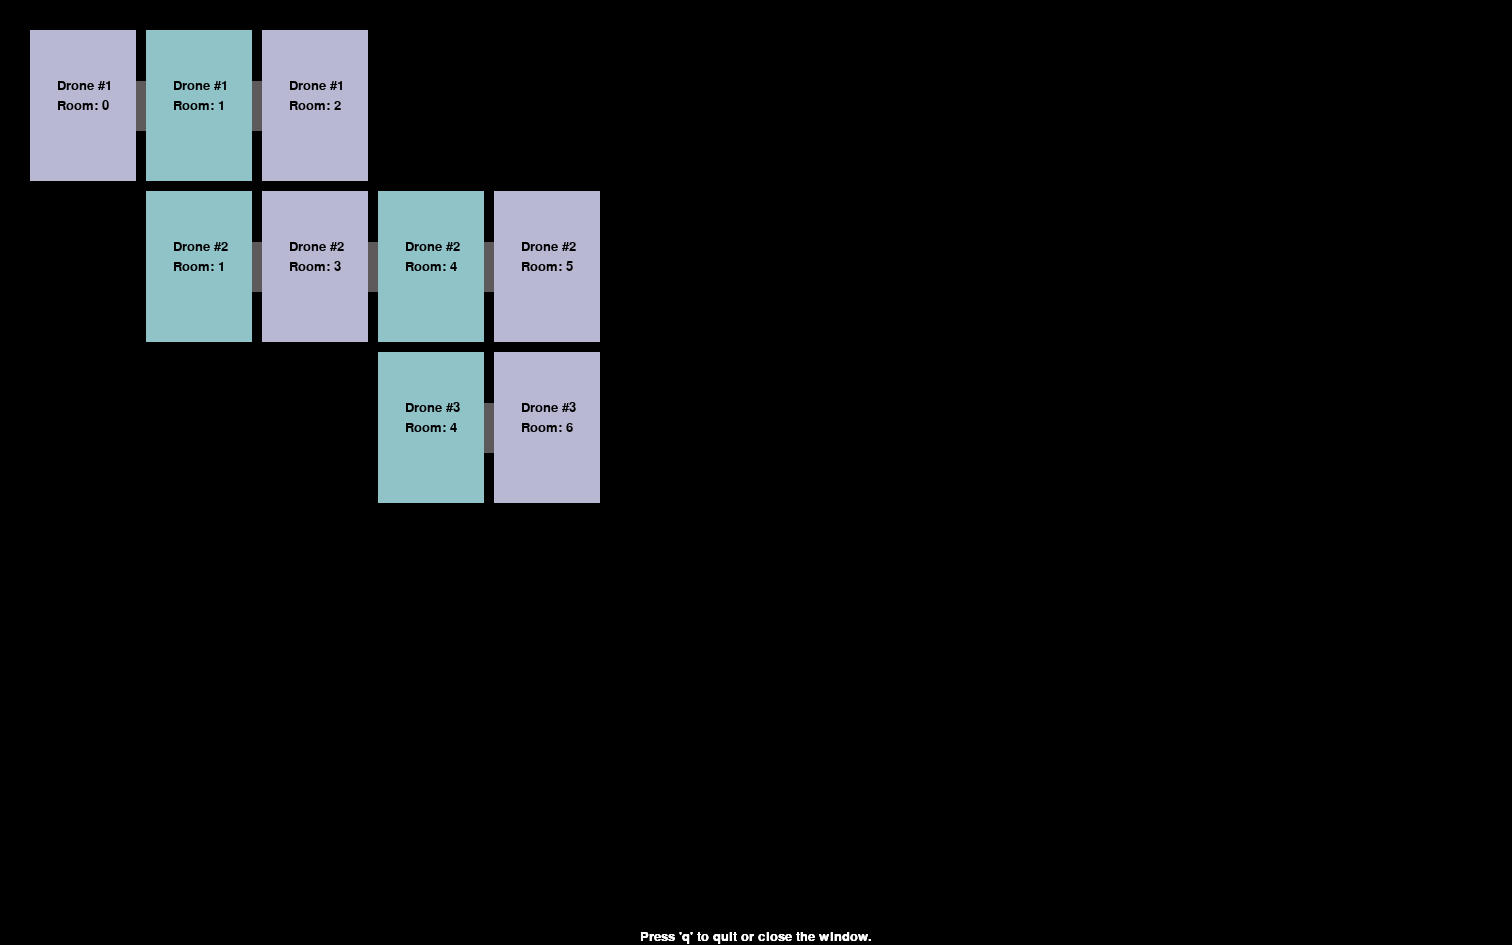 Drone #1
Room: 0
Drone #1
Room: 1
Drone #1
Room: 2
Drone #2
Room: 1
Drone #2
Room: 3
Drone #2
Room: 4
Drone #2
Room: 5
Drone #3
Room: 4
Drone #3
Room: 6
Press 'q' to quit or close the window.